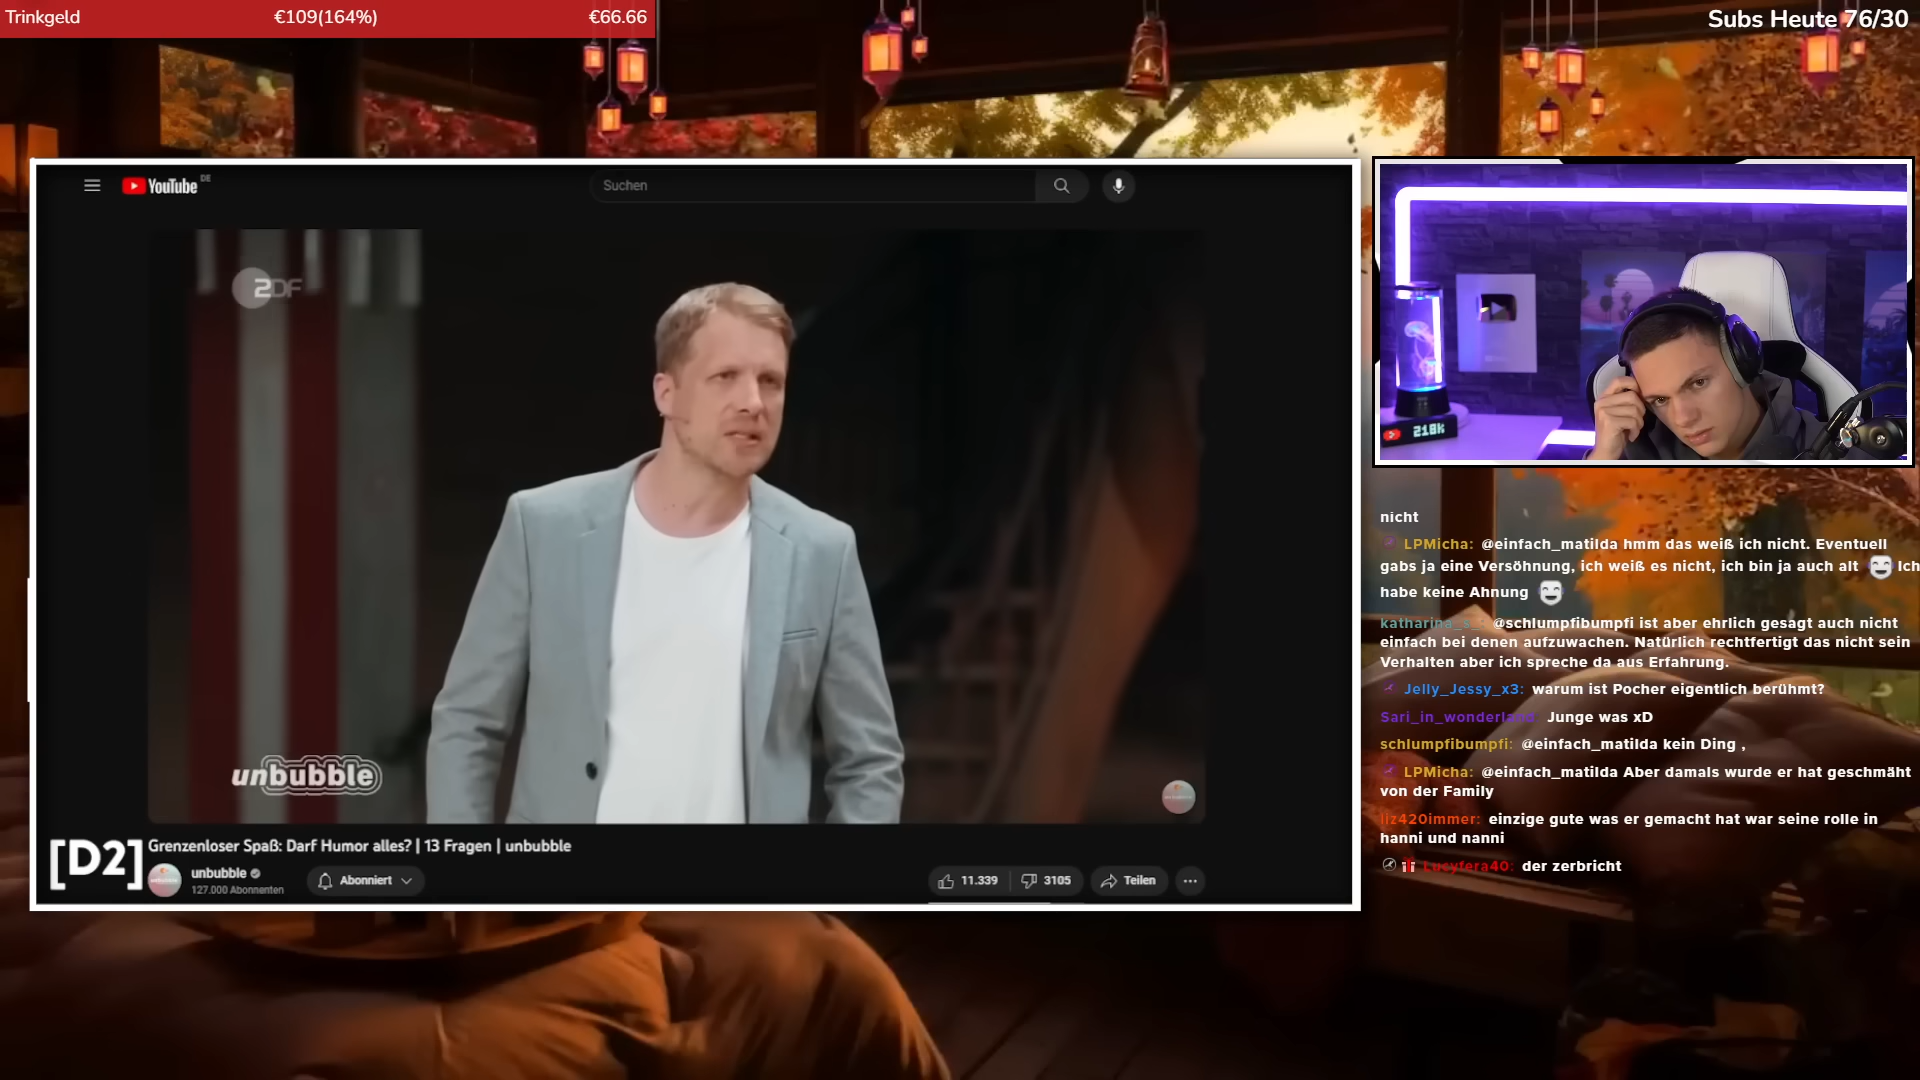 Trinkgeld €109(164%) €66.66
Subs Heute 76/30
YouTube DE
Suchen
ZDF
unbubble
[D2]
Grenzenloser Spaß: Darf Humor alles? | 13 Fragen | unbubble
unbubble
127.000 Abonnenten
Abonniert
11.339
3105
Teilen
218k
nicht
LPMicha: @einfach_matilda hmm das weiß ich nicht. Eventuell
gabs ja eine Versöhnung, ich weiß es nicht, ich bin ja auch alt Ich
habe keine Ahnung
katharina_s_: @schlumpfibumpfi ist aber ehrlich gesagt auch nicht
einfach bei denen aufzuwachen. Natürlich rechtfertigt das nicht sein
Verhalten aber ich spreche da aus Erfahrung.
Jelly_Jessy_x3: warum ist Pocher eigentlich berühmt?
Sari_in_wonderland: Junge was xD
schlumpfibumpfi: @einfach_matilda kein Ding ,
LPMicha: @einfach_matilda Aber damals wurde er hat geschmäht
von der Family
liz420immer: einzige gute was er gemacht hat war seine rolle in
hanni und nanni
Lucyfera40: der zerbricht